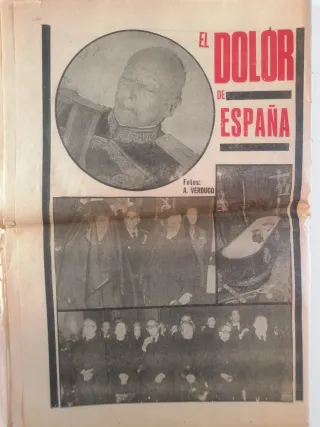 EL
DOLOR
DE
ESPAÑA
Fotos:
A. VERDUGO